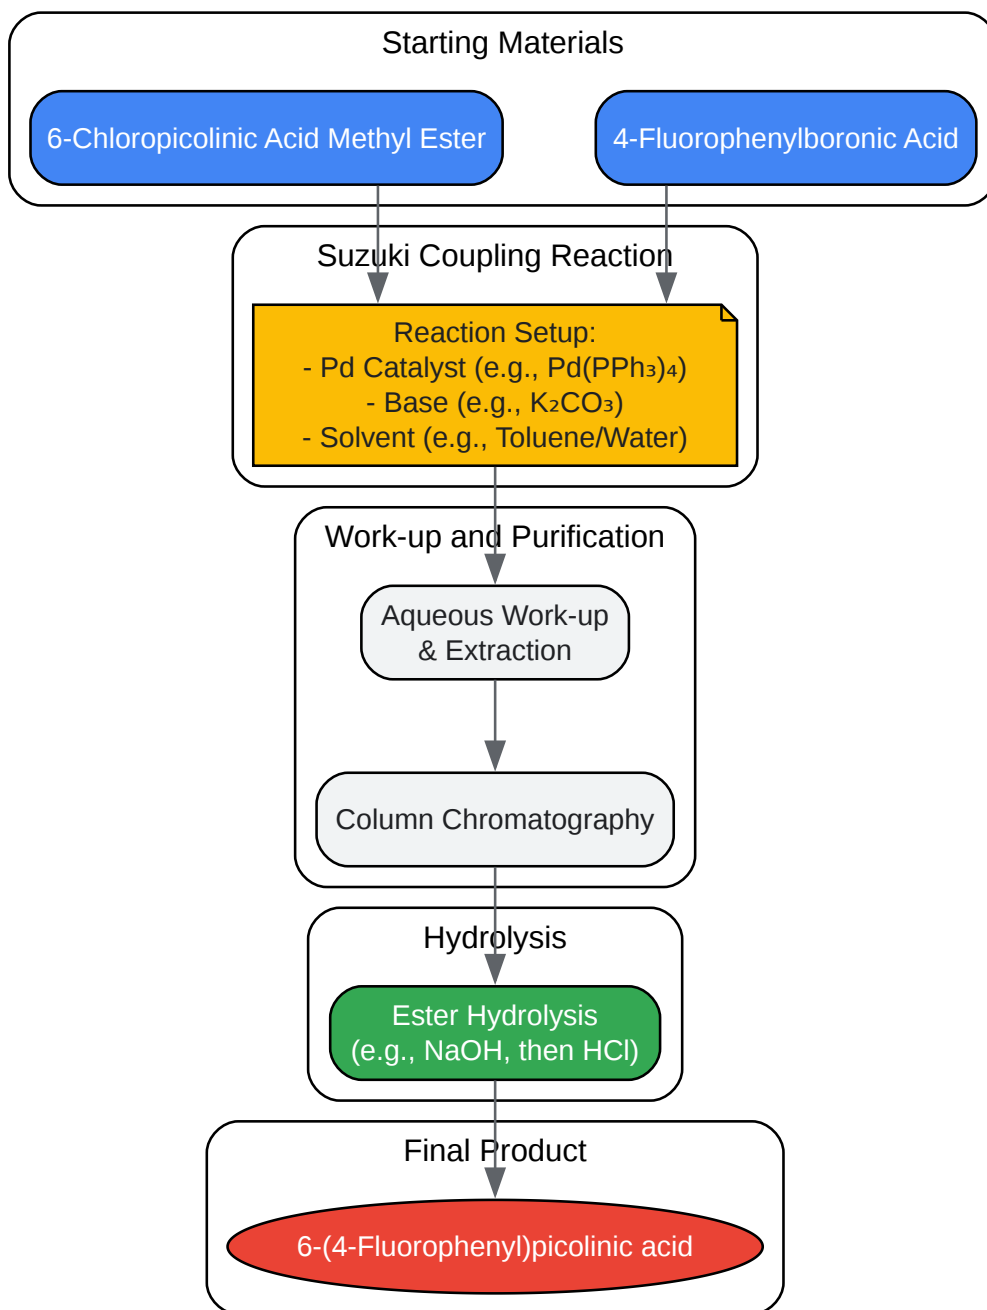 Starting Materials
6-Chloropicolinic Acid Methyl Ester
4-Fluorophenylboronic Acid
Suzuki Coupling Reaction
Reaction Setup:
- Pd Catalyst (e.g., Pd(PPh₃)₄)
- Base (e.g., K₂CO₃)
- Solvent (e.g., Toluene/Water)
Work-up and Purification
Aqueous Work-up
& Extraction
Column Chromatography
Hydrolysis
Ester Hydrolysis
(e.g., NaOH, then HCl)
Final Product
6-(4-Fluorophenyl)picolinic acid